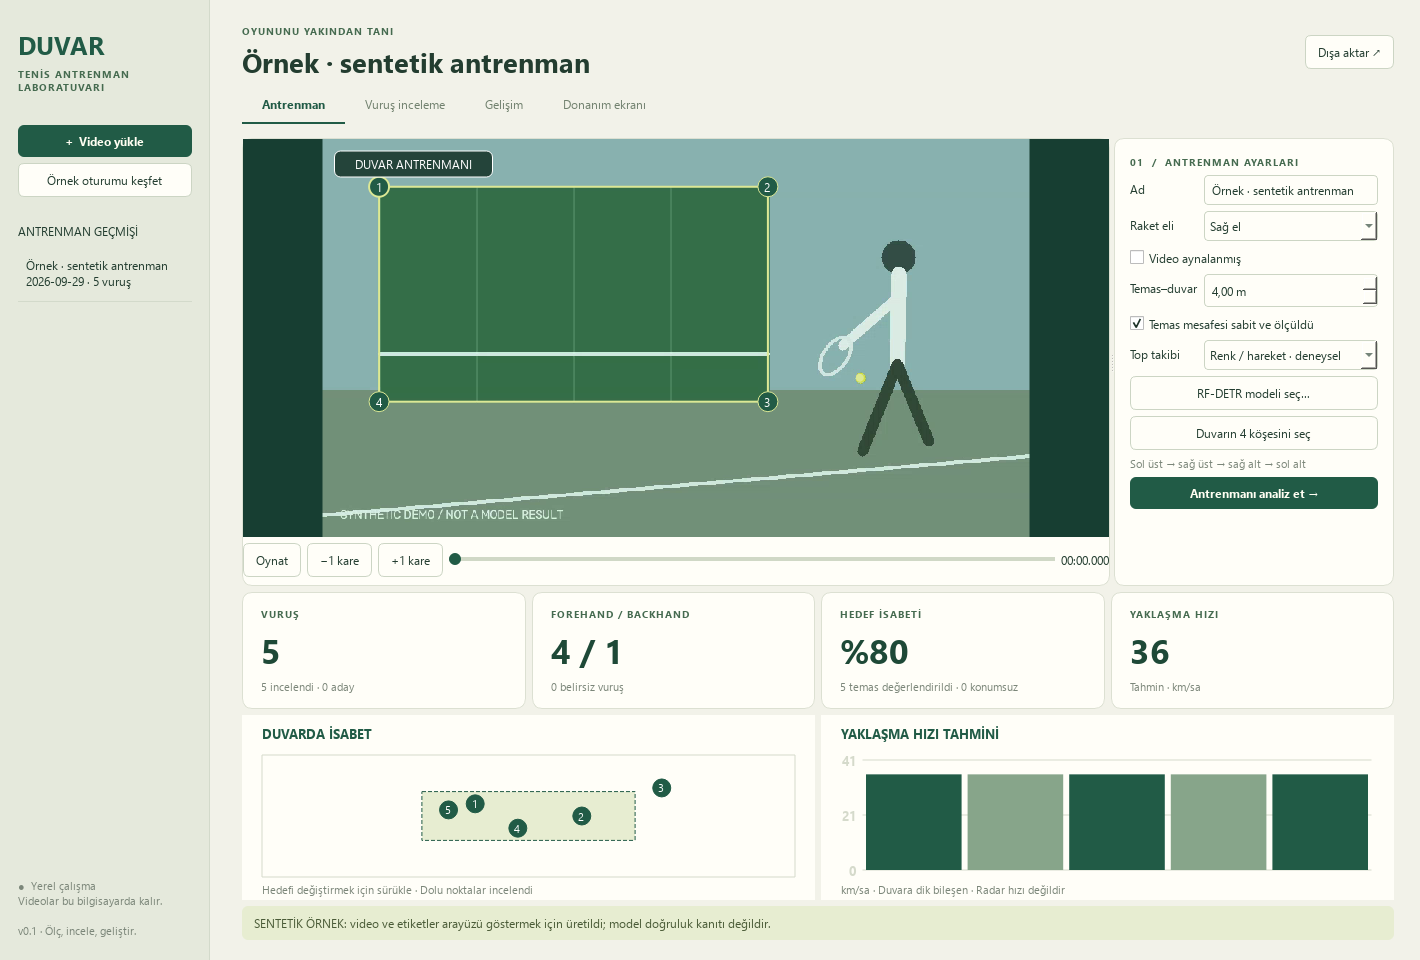 DUVAR
TENİS ANTRENMAN
LABORATUVARI
+ Video yükle
Örnek oturumu keşfet
ANTRENMAN GEÇMİŞİ
Örnek · sentetik antrenman
2026-09-29 · 5 vuruş
● Yerel çalışma
Videolar bu bilgisayarda kalır.
v0.1 · Ölç, incele, geliştir.
OYUNUNU YAKINDAN TANI
Örnek · sentetik antrenman
Dışa aktar ↗
Antrenman
Vuruş inceleme
Gelişim
Donanım ekranı
DUVAR ANTRENMANI
1
2
4
3
SYNTHETIC DEMO / NOT A MODEL RESULT
Oynat
−1 kare
+1 kare
00:00.000
01 / ANTRENMAN AYARLARI
Ad
Örnek · sentetik antrenman
Raket eli
Sağ el
Video aynalanmış
Temas–duvar
4,00 m
Temas mesafesi sabit ve ölçüldü
Top takibi
Renk / hareket · deneysel
RF-DETR modeli seç...
Duvarın 4 köşesini seç
Sol üst → sağ üst → sağ alt → sol alt
Antrenmanı analiz et →
VURUŞ
5
5 incelendi · 0 aday
FOREHAND / BACKHAND
4 / 1
0 belirsiz vuruş
HEDEF İSABETİ
%80
5 temas değerlendirildi · 0 konumsuz
YAKLAŞMA HIZI
36
Tahmin · km/sa
DUVARDA İSABET
3
1
5
2
4
Hedefi değiştirmek için sürükle · Dolu noktalar incelendi
YAKLAŞMA HIZI TAHMİNİ
41
21
0
km/sa · Duvara dik bileşen · Radar hızı değildir
SENTETİK ÖRNEK: video ve etiketler arayüzü göstermek için üretildi; model doğruluk kanıtı değildir.